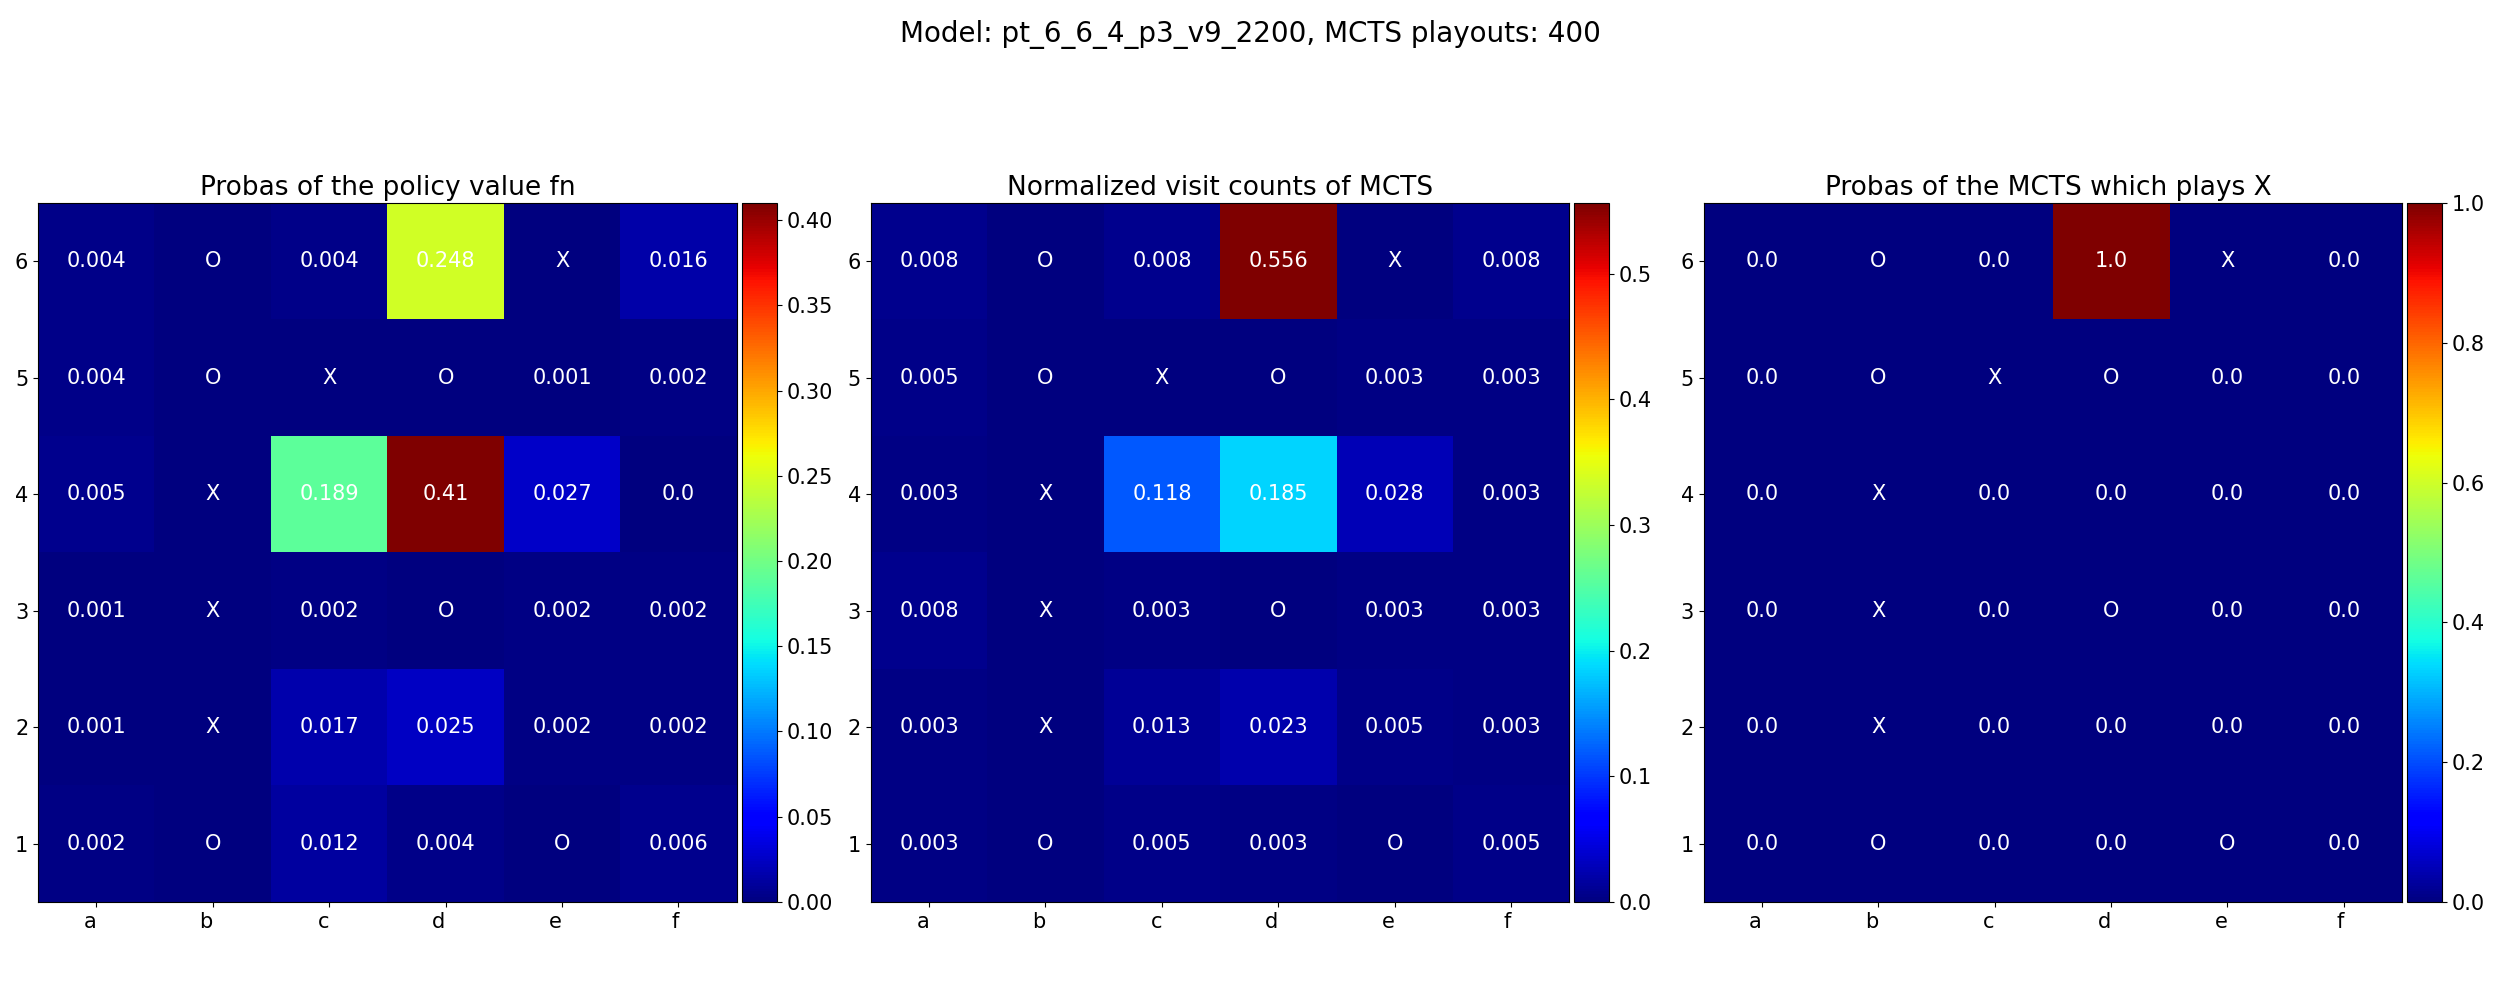 Model: pt_6_6_4_p3_v9_2200, MCTS playouts: 400
Probas of the policy value fn
6 0.004 O 0.004 0.248 X 0.016
5 0.004 O X O 0.001 0.002
4 0.005 X 0.189 0.41 0.027 0.0
3 0.001 X 0.002 O 0.002 0.002
2 0.001 X 0.017 0.025 0.002 0.002
1 0.002 O 0.012 0.004 O 0.006
a b c d e f
0.40
0.35
0.30
0.25
0.20
0.15
0.10
0.05
0.00
Normalized visit counts of MCTS
6 0.008 O 0.008 0.556 X 0.008
5 0.005 O X O 0.003 0.003
4 0.003 X 0.118 0.185 0.028 0.003
3 0.008 X 0.003 O 0.003 0.003
2 0.003 X 0.013 0.023 0.005 0.003
1 0.003 O 0.005 0.003 O 0.005
a b c d e f
0.5
0.4
0.3
0.2
0.1
0.0
Probas of the MCTS which plays X
6 0.0 O 0.0 1.0 X 0.0
5 0.0 O X O 0.0 0.0
4 0.0 X 0.0 0.0 0.0 0.0
3 0.0 X 0.0 O 0.0 0.0
2 0.0 X 0.0 0.0 0.0 0.0
1 0.0 O 0.0 0.0 O 0.0
a b c d e f
1.0
0.8
0.6
0.4
0.2
0.0